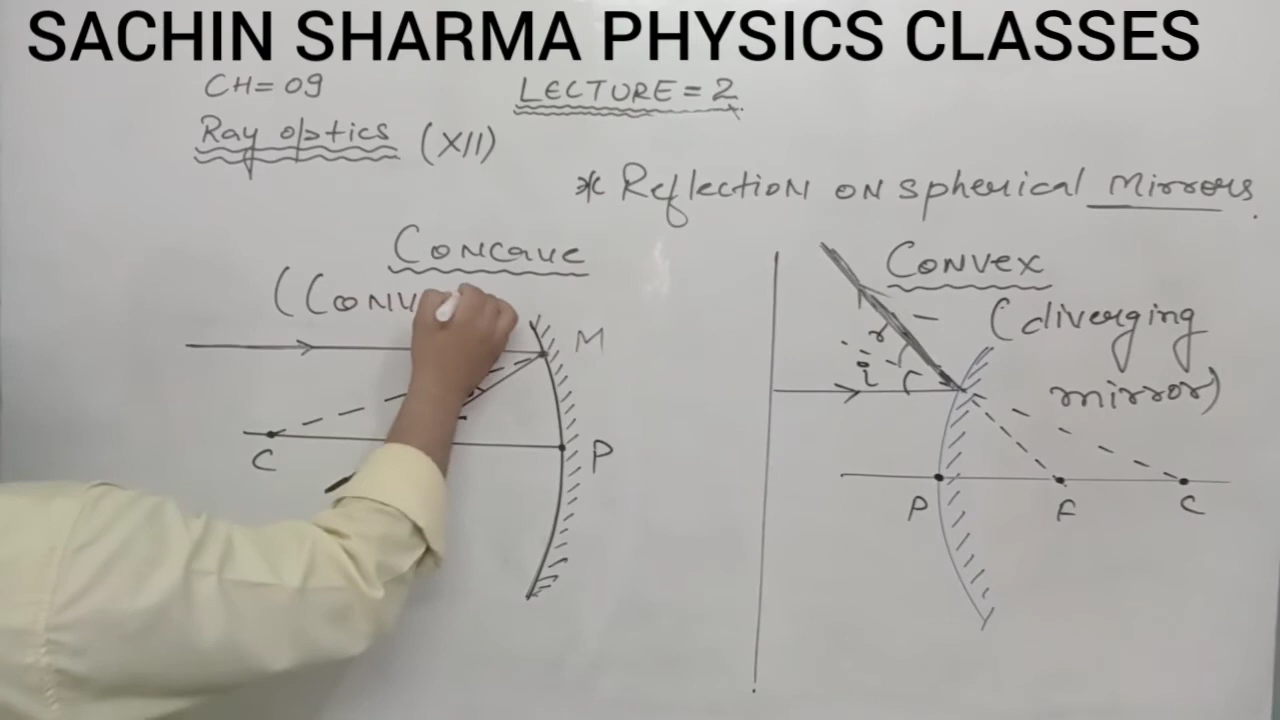 SACHIN SHARMA PHYSICS CLASSES
CH=09
LECTURE=2
Ray optics (XII)
* Reflection on spherical Mirrors.
Concave
Convex
(diverging
mirror)
M
r
i
C
P
P
F
C